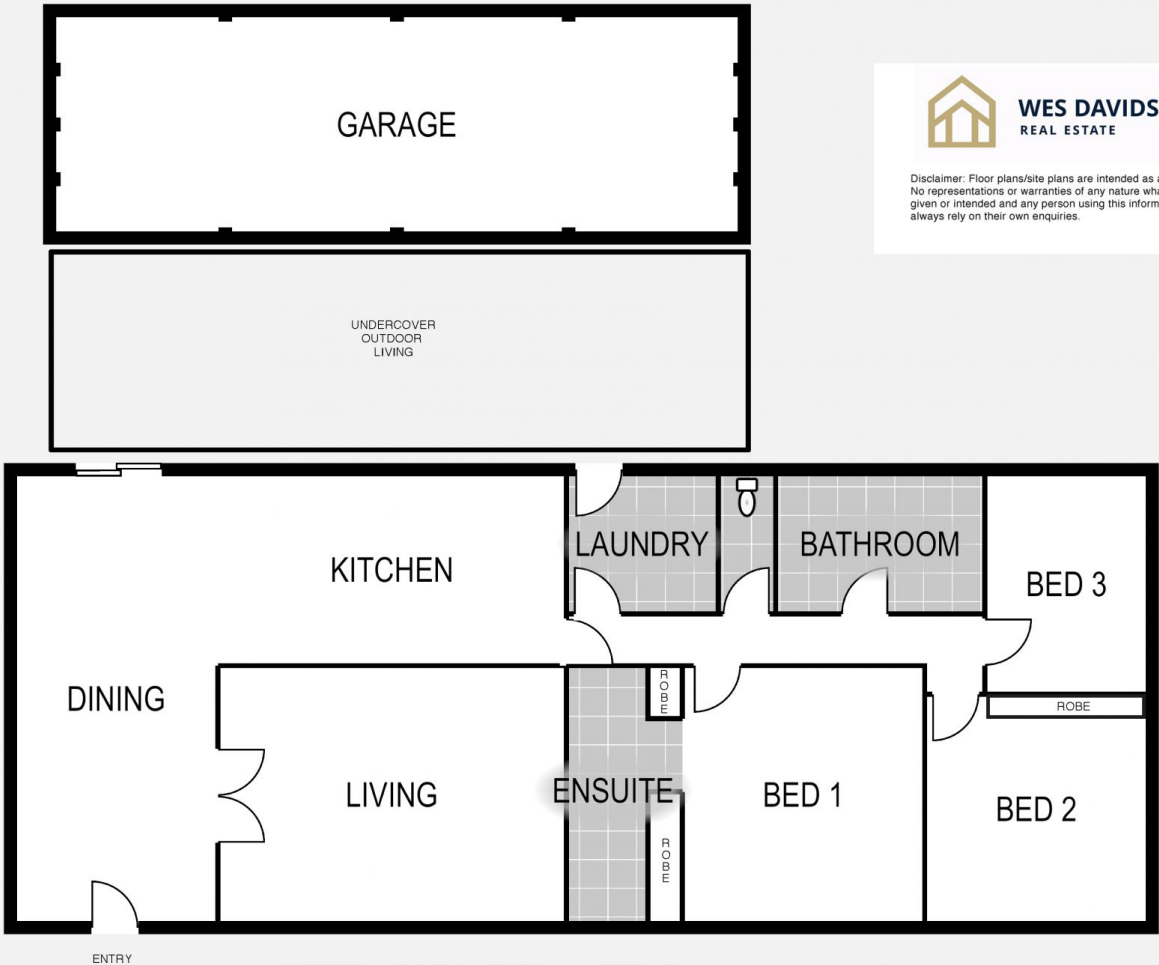 GARAGE
WES DAVIDS
REAL ESTATE
Disclaimer: Floor plans/site plans are intended as
No representations or warranties of any nature
given or intended and any person using this
always rely on their own enquiries.
UNDERCOVER
OUTDOOR
LIVING
KITCHEN
LAUNDRY
BATHROOM
BED 3
DINING
ROBE
ROBE
LIVING
ENSUITE
BED 1
BED 2
ROBE
ENTRY